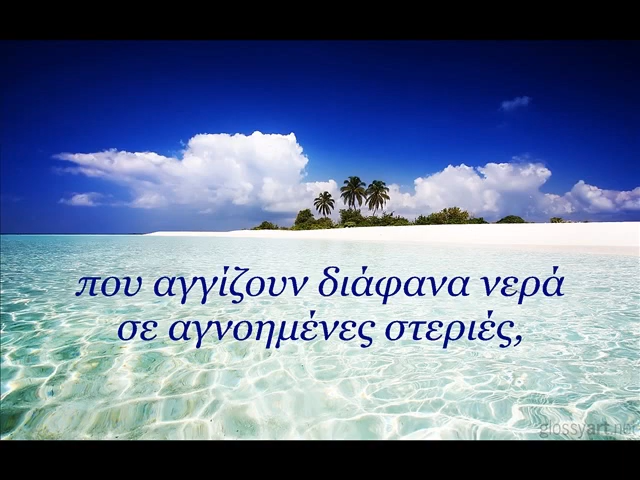 που αγγίζουν διάφανα νερά
σε αγνοημένες στεριές,
glossyart.net